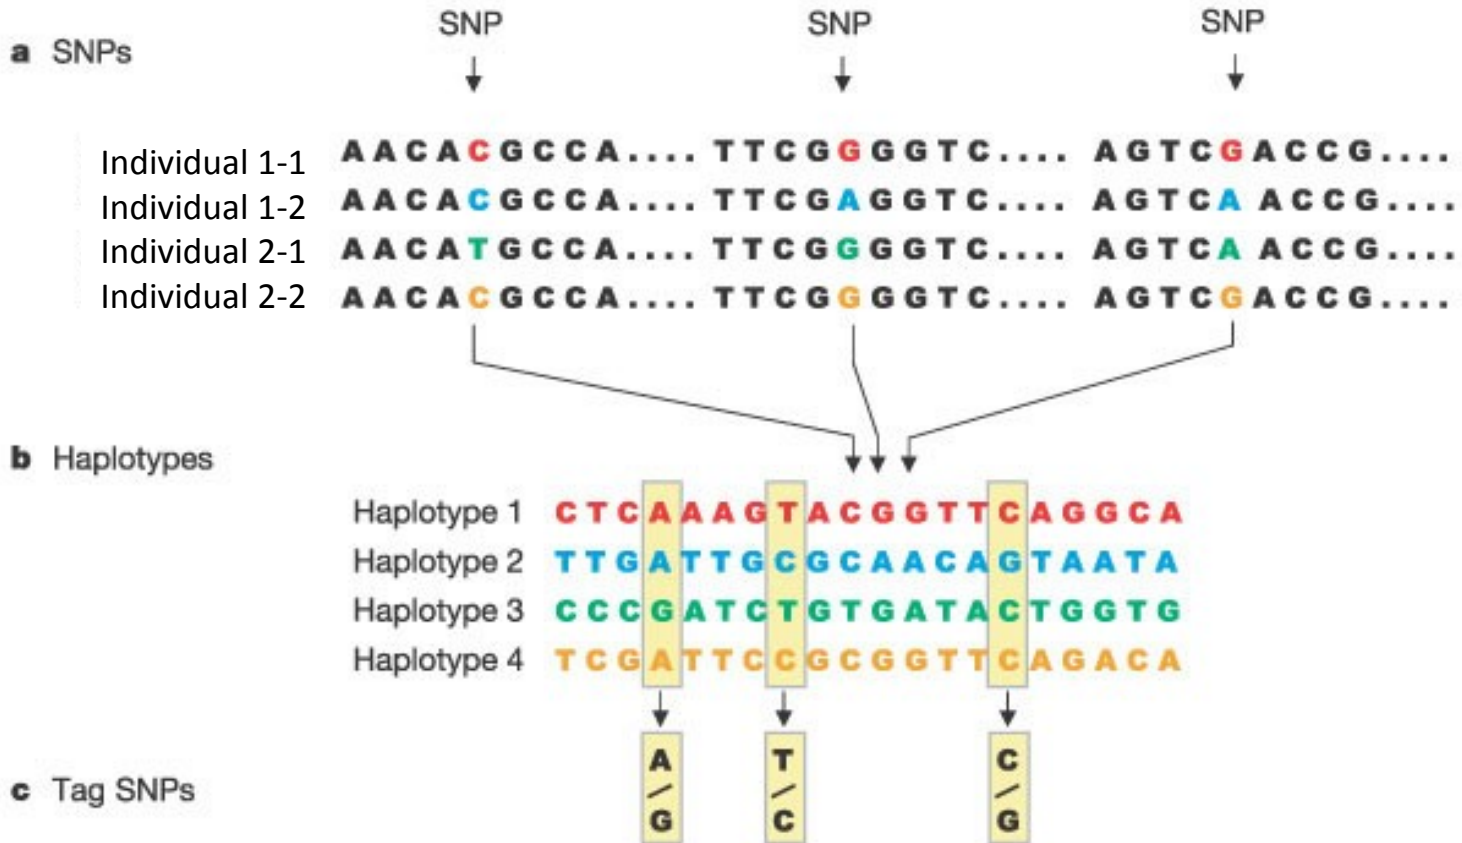 SNP SNP SNP
a SNPs
Individual 1-1 AACACGCCA.... TTCGGGGTC.... AGTCGACCG....
Individual 1-2 AACACGCCA.... TTCGAGGTC.... AGTCAACCG....
Individual 2-1 AACATGCCA.... TTCGGGGTC.... AGTCAACCG....
Individual 2-2 AACACGCCA.... TTCGGGGTC.... AGTCGACCG....
b Haplotypes
Haplotype 1 CTCAAAGTACGGTTCAGGCA
Haplotype 2 TTGATTGCGCAACAGTAATA
Haplotype 3 CCCGATCTGTGATACTGGTG
Haplotype 4 TCGATTCCGCGGTTCAGACA
c Tag SNPs
A/G T/C C/G